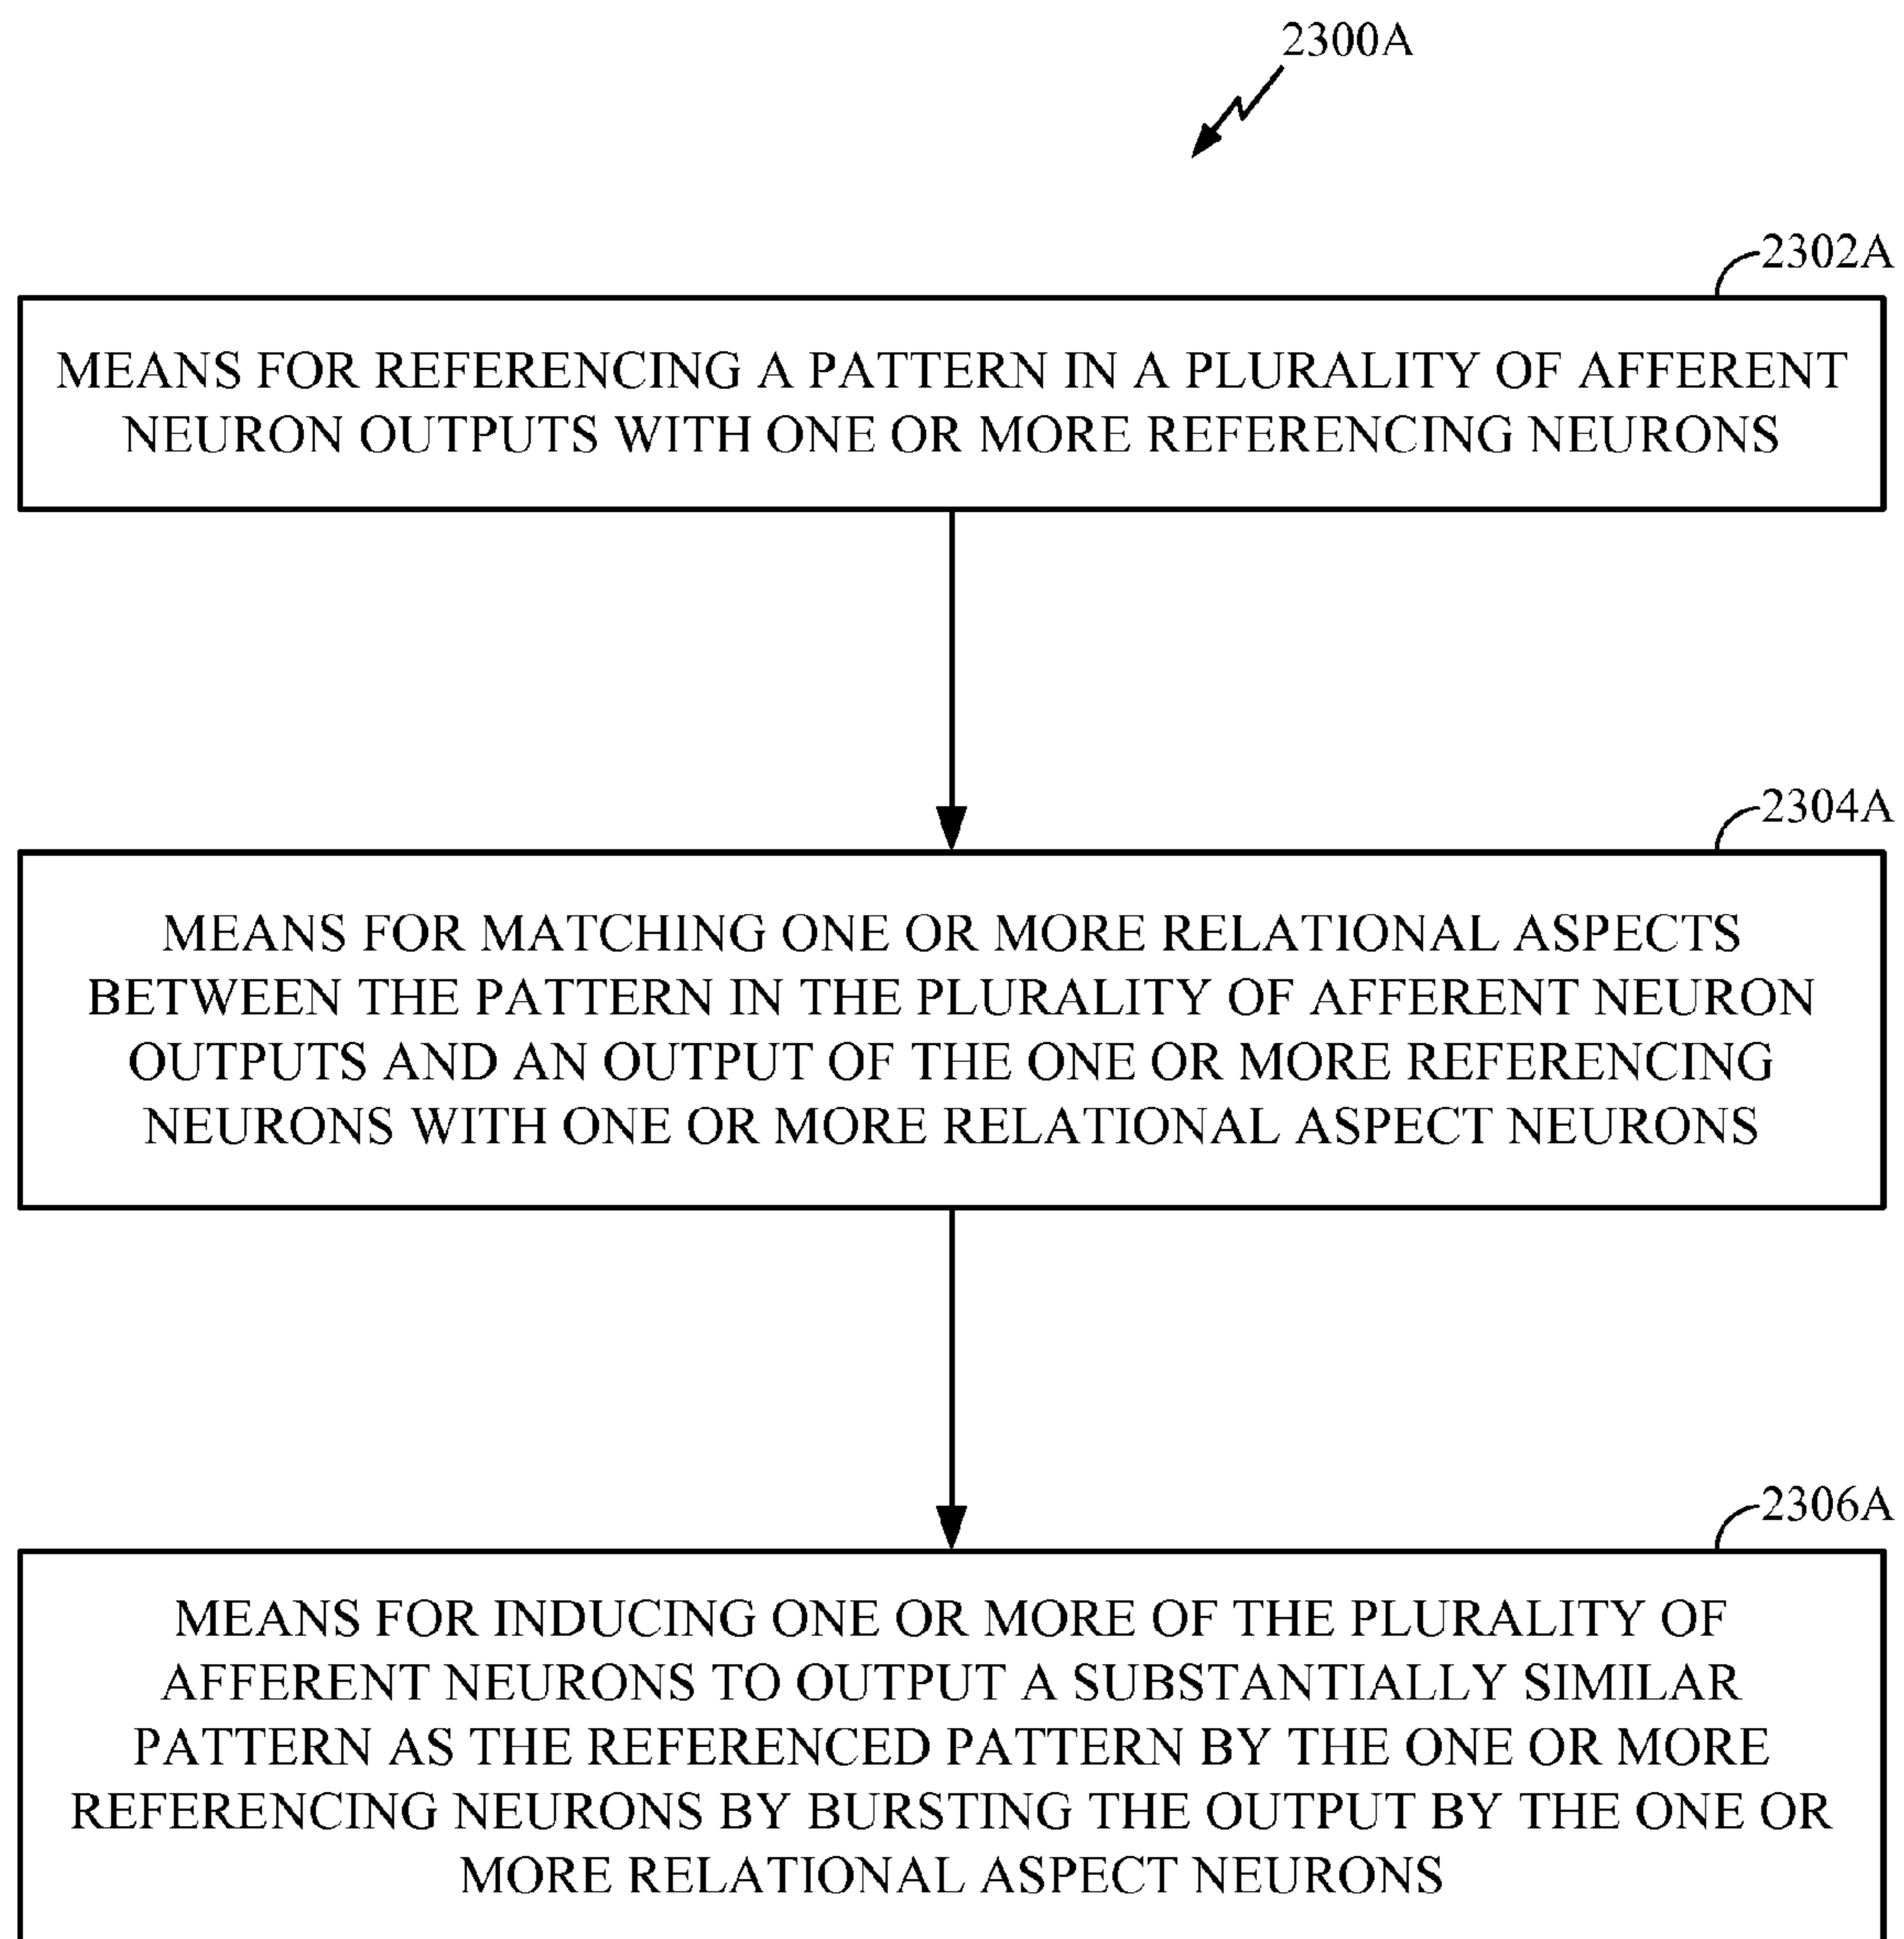 2300A
2302A
MEANS FOR REFERENCING A PATTERN IN A PLURALITY OF AFFERENT
NEURON OUTPUTS WITH ONE OR MORE REFERENCING NEURONS
2304A
MEANS FOR MATCHING ONE OR MORE RELATIONAL ASPECTS
BETWEEN THE PATTERN IN THE PLURALITY OF AFFERENT NEURON
OUTPUTS AND AN OUTPUT OF THE ONE OR MORE REFERENCING
NEURONS WITH ONE OR MORE RELATIONAL ASPECT NEURONS
2306A
MEANS FOR INDUCING ONE OR MORE OF THE PLURALITY OF
AFFERENT NEURONS TO OUTPUT A SUBSTANTIALLY SIMILAR
PATTERN AS THE REFERENCED PATTERN BY THE ONE OR MORE
REFERENCING NEURONS BY BURSTING THE OUTPUT BY THE ONE OR
MORE RELATIONAL ASPECT NEURONS